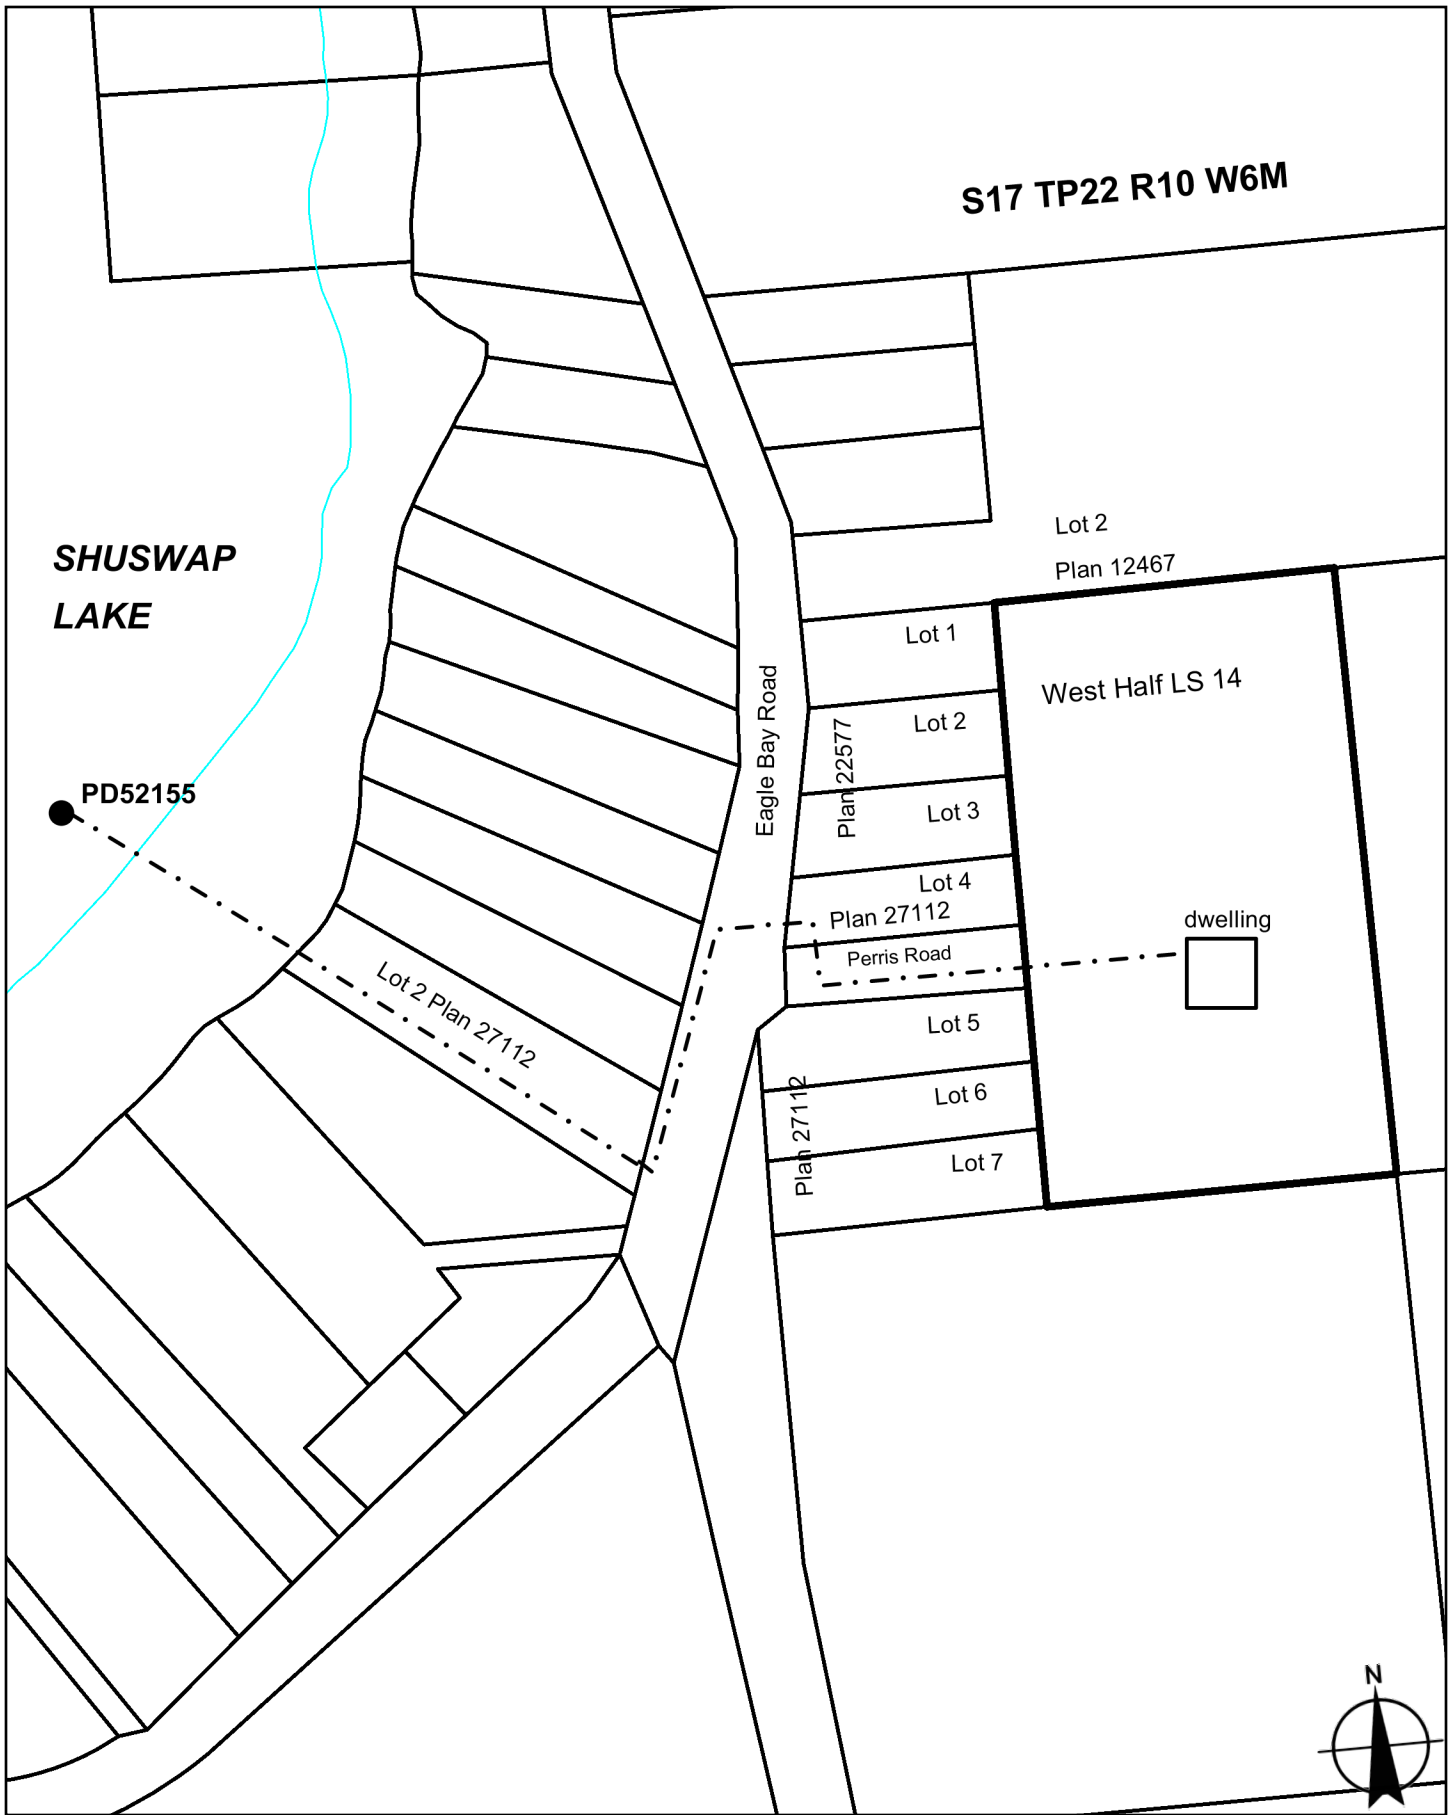 S17 TP22 R10 W6M
Lot 2
Plan 12467
SHUSWAP
LAKE
Lot 1
West Half LS 14
Eagle Bay Road
Lot 2
Plan 22577
PD52155
Lot 3
Lot 4
Plan 27112
dwelling
Perris Road
Lot 2 Plan 27112
Lot 5
Lot 6
Plan 27112
Lot 7
N